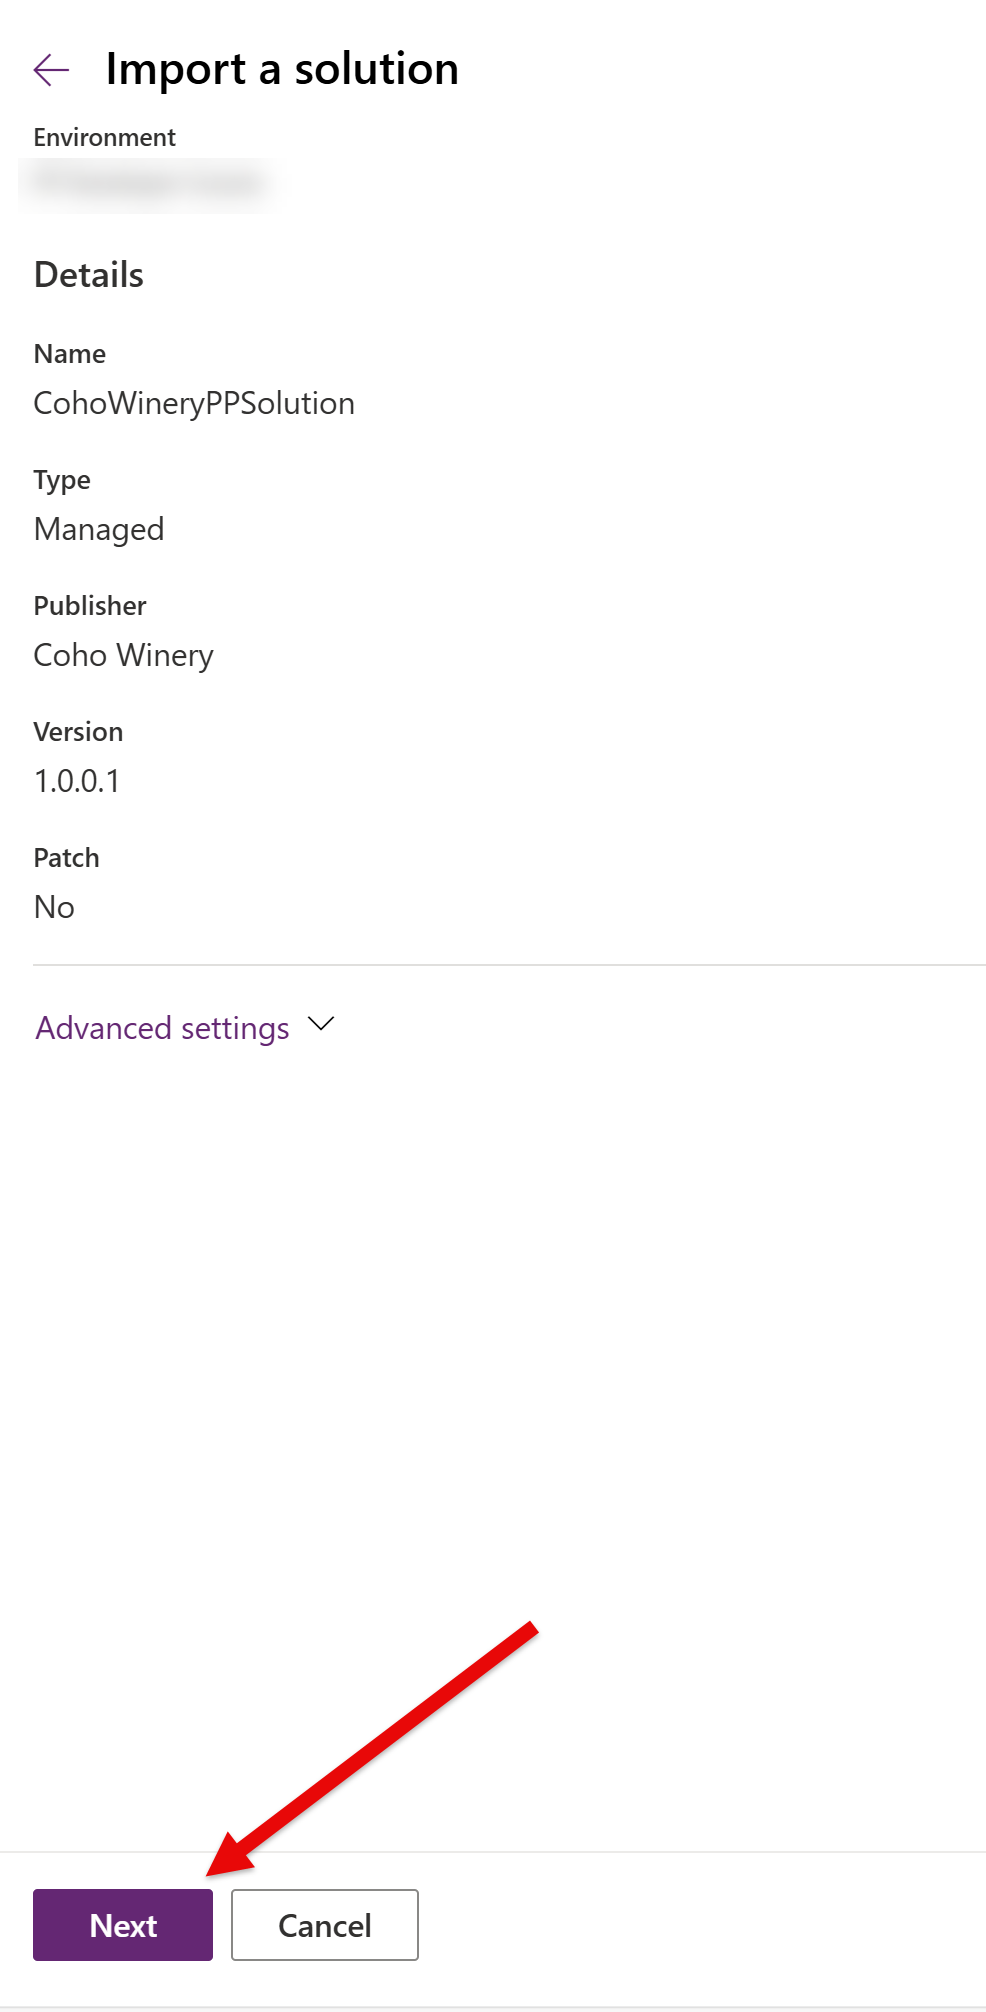 Import a solution
Environment
Details
Name
CohoWineryPPSolution
Type
Managed
Publisher
Coho Winery
Version
1.0.0.1
Patch
No
Advanced settings
Next Cancel